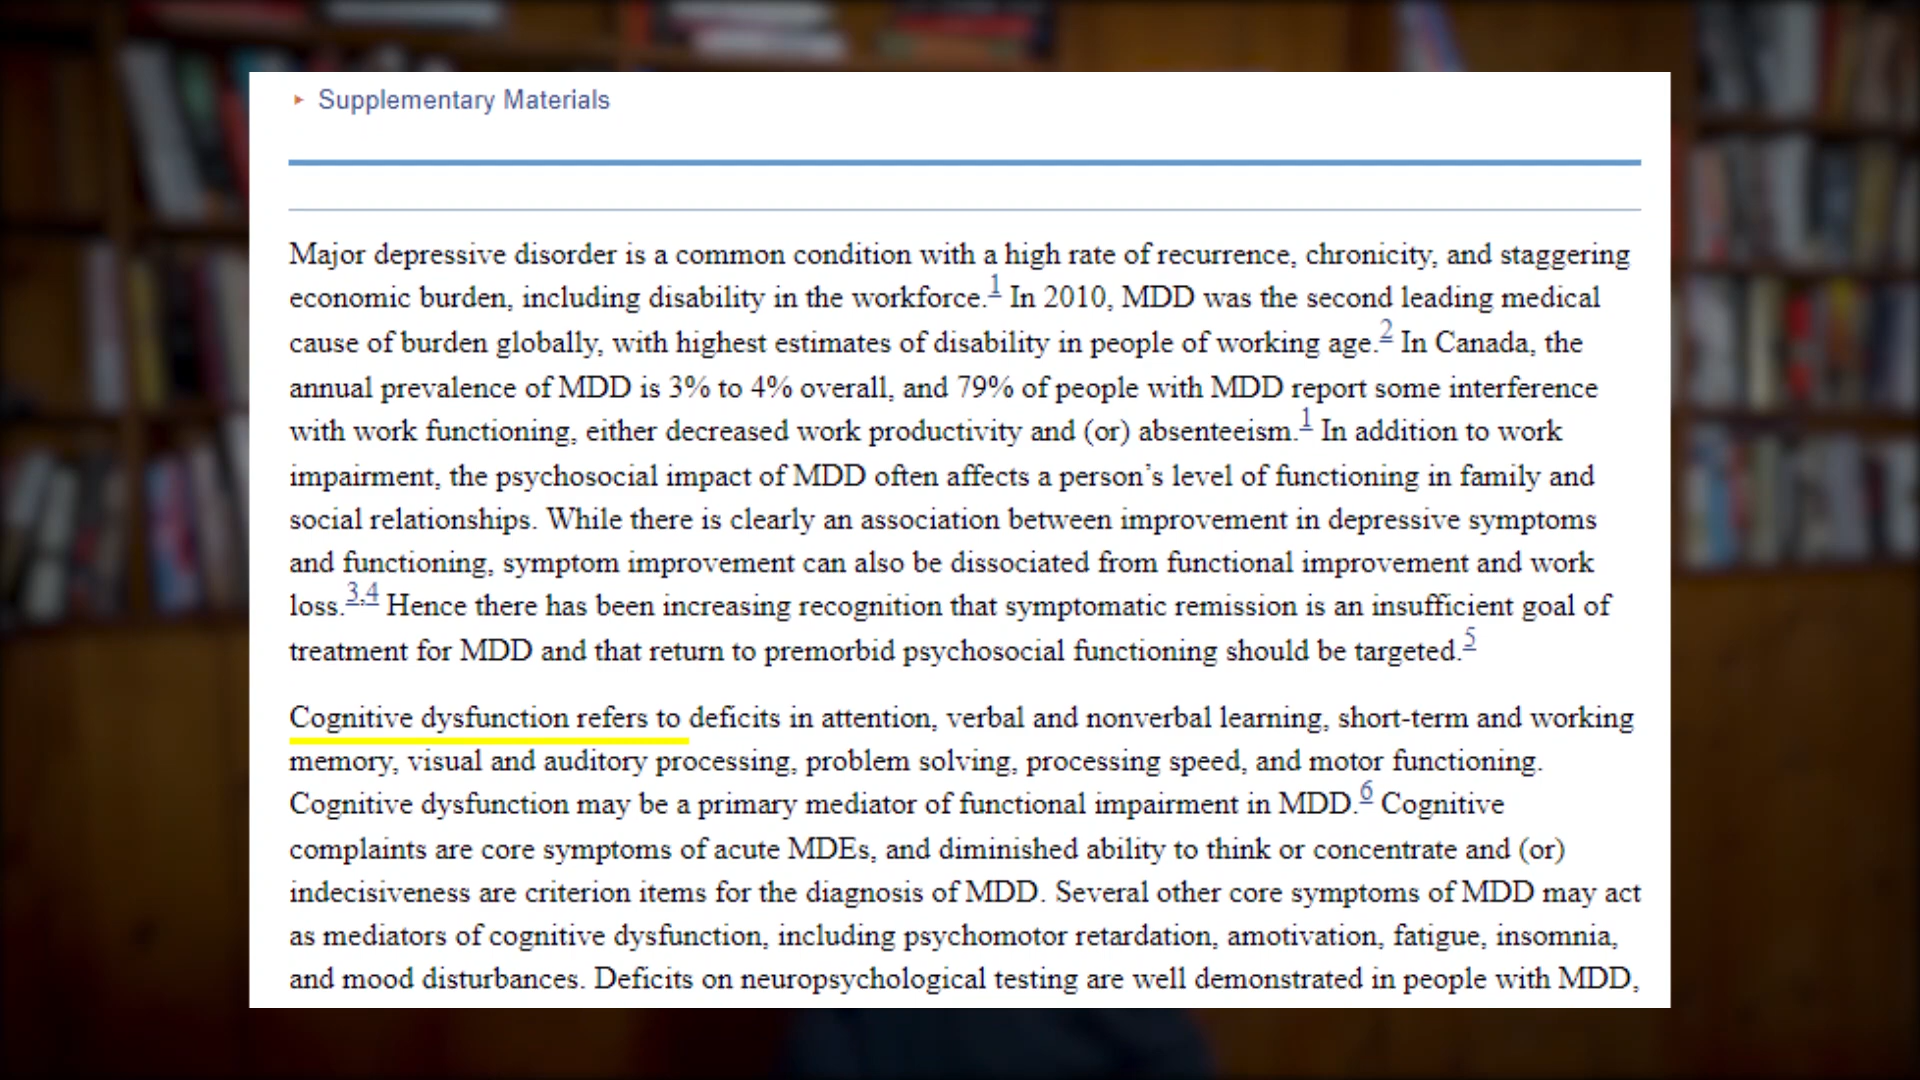 Supplementary Materials
Major depressive disorder is a common condition with a high rate of recurrence, chronicity, and staggering
economic burden, including disability in the workforce.1 In 2010, MDD was the second leading medical
cause of burden globally, with highest estimates of disability in people of working age.2 In Canada, the
annual prevalence of MDD is 3% to 4% overall, and 79% of people with MDD report some interference
with work functioning, either decreased work productivity and (or) absenteeism.1 In addition to work
impairment, the psychosocial impact of MDD often affects a person’s level of functioning in family and
social relationships. While there is clearly an association between improvement in depressive symptoms
and functioning, symptom improvement can also be dissociated from functional improvement and work
loss.3,4 Hence there has been increasing recognition that symptomatic remission is an insufficient goal of
treatment for MDD and that return to premorbid psychosocial functioning should be targeted.5
Cognitive dysfunction refers to deficits in attention, verbal and nonverbal learning, short-term and working
memory, visual and auditory processing, problem solving, processing speed, and motor functioning.
Cognitive dysfunction may be a primary mediator of functional impairment in MDD.6 Cognitive
complaints are core symptoms of acute MDEs, and diminished ability to think or concentrate and (or)
indecisiveness are criterion items for the diagnosis of MDD. Several other core symptoms of MDD may act
as mediators of cognitive dysfunction, including psychomotor retardation, amotivation, fatigue, insomnia,
and mood disturbances. Deficits on neuropsychological testing are well demonstrated in people with MDD,